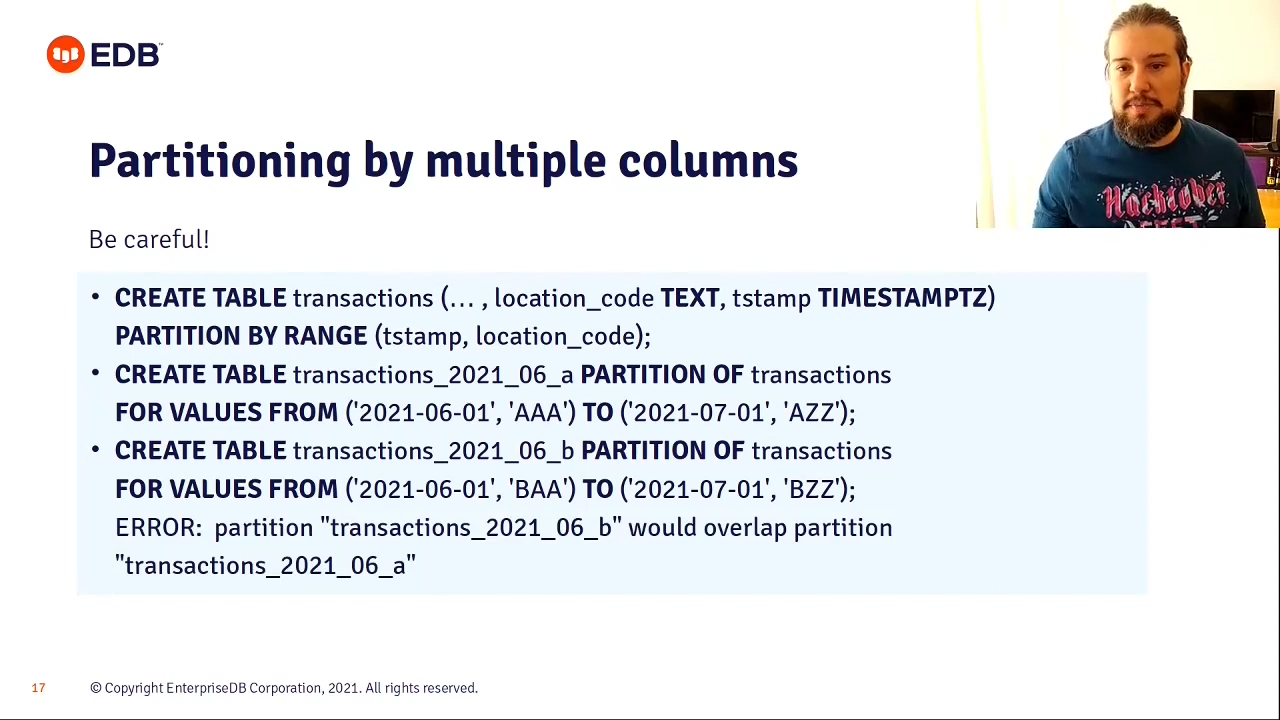 EDB™
Partitioning by multiple columns
Be careful!
• CREATE TABLE transactions (… , location_code TEXT, tstamp TIMESTAMPTZ)
PARTITION BY RANGE (tstamp, location_code);
• CREATE TABLE transactions_2021_06_a PARTITION OF transactions
FOR VALUES FROM ('2021-06-01', 'AAA') TO ('2021-07-01', 'AZZ');
• CREATE TABLE transactions_2021_06_b PARTITION OF transactions
FOR VALUES FROM ('2021-06-01', 'BAA') TO ('2021-07-01', 'BZZ');
ERROR: partition "transactions_2021_06_b" would overlap partition
"transactions_2021_06_a"
Hacktober
FEST
17
© Copyright EnterpriseDB Corporation, 2021. All rights reserved.